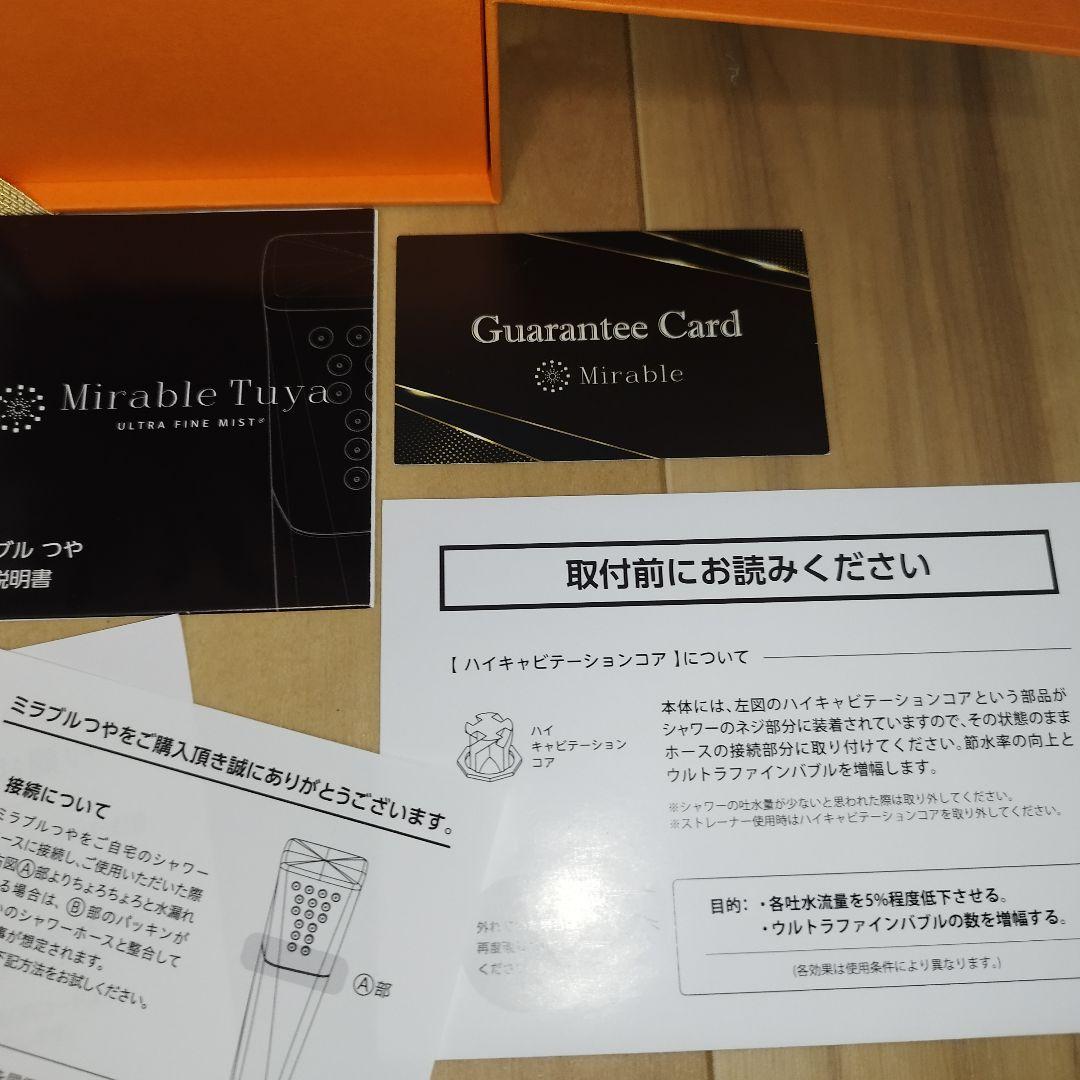 Mirable Tuya
ULTRA FINE MIST®
ブル つや
説明書
Guarantee Card
Mirable
取付前にお読みください
【 ハイキャビテーションコア 】について
ハイ
キャビテーション
コア
本体には、左図のハイキャビテーションコアという部品が
シャワーのネジ部分に装着されていますので、その状態のまま
ホースの接続部分に取り付けてください。節水率の向上と
ウルトラファインバブルを増幅します。
※シャワーの吐水量が少ないと思われた際は取り外してください。
※ストレーナー使用時はハイキャビテーションコアを取り外してください。
目的: ・各吐水流量を5%程度低下させる。
・ウルトラファインバブルの数を増幅する。
(各効果は使用条件により異なります。)
外れ
再度取
くださ
ミラブルつやをご購入頂き誠にありがとうございます。
接続について
ミラブルつやをご自宅のシャワー
ースに接続し、ご使用いただいた際
右図Ⓐ部よりちょろちょろと水漏れ
る場合は、Ⓑ部のパッキンが
いのシャワーホースと整合して
事が想定されます。
下記方法をお試しください。
Ⓐ部